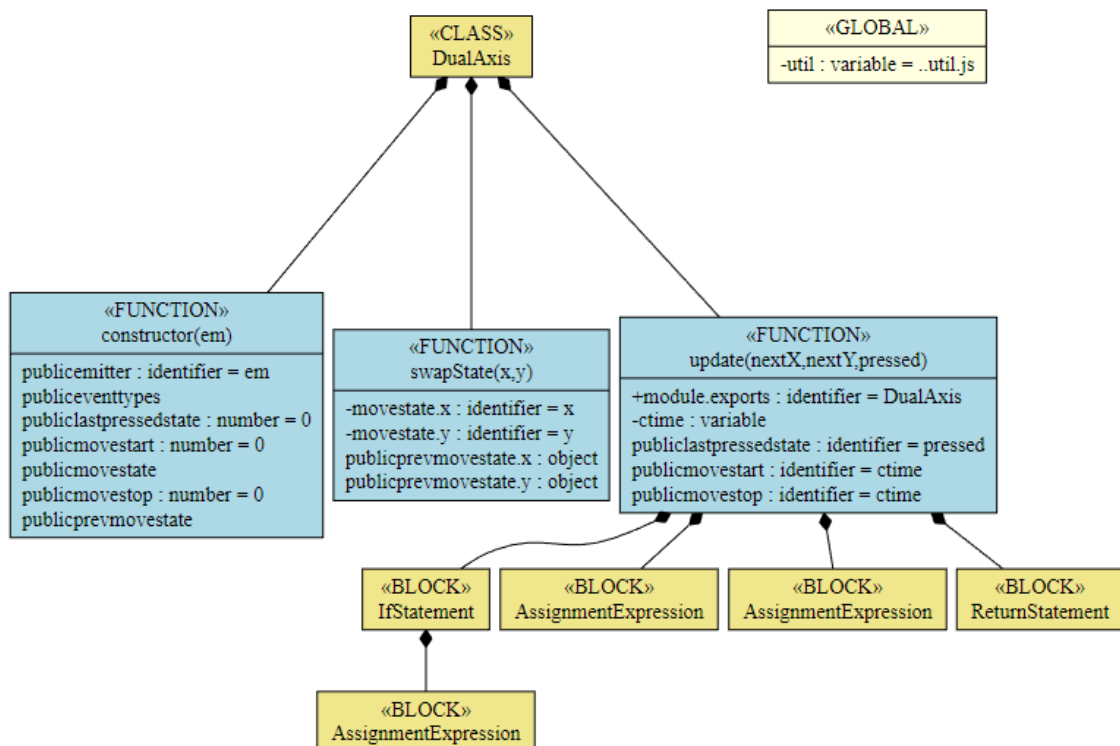 «CLASS»
DualAxis
«GLOBAL»
-util : variable = ..util.js
«FUNCTION»
constructor(em)
publicemitter : identifier = em
publiceventtypes
publiclastpressedstate : number = 0
publicmovestart : number = 0
publicmovestate
publicmovestop : number = 0
publicprevmovestate
«FUNCTION»
swapState(x,y)
-movestate.x : identifier = x
-movestate.y : identifier = y
publicprevmovestate.x : object
publicprevmovestate.y : object
«FUNCTION»
update(nextX,nextY,pressed)
+module.exports : identifier = DualAxis
-ctime : variable
publiclastpressedstate : identifier = pressed
publicmovestart : identifier = ctime
publicmovestop : identifier = ctime
«BLOCK»
IfStatement
«BLOCK»
AssignmentExpression
«BLOCK»
AssignmentExpression
«BLOCK»
ReturnStatement
«BLOCK»
AssignmentExpression